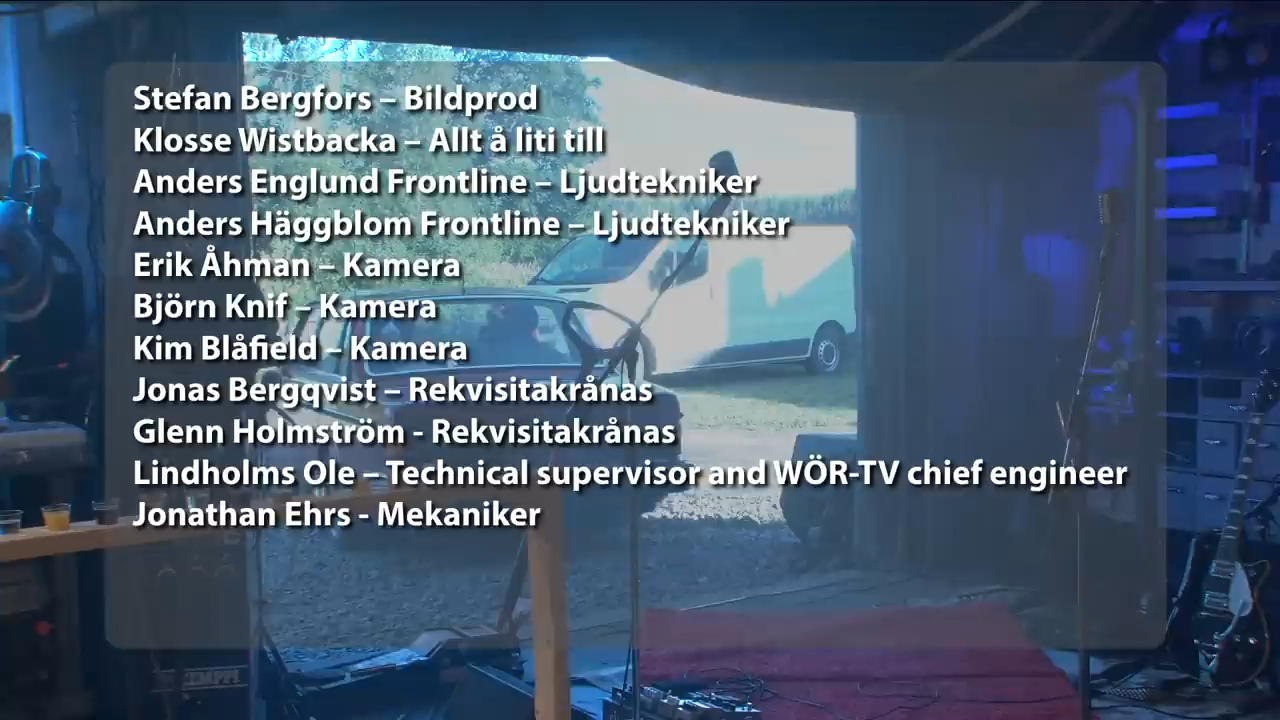 Stefan Bergfors – Bildprod
Klosse Wistbacka – Allt å liti till
Anders Englund Frontline – Ljudtekniker
Anders Häggblom Frontline – Ljudtekniker
Erik Åhman – Kamera
Björn Knif – Kamera
Kim Blåfield – Kamera
Jonas Bergqvist – Rekvisitakrånas
Glenn Holmström - Rekvisitakrånas
Lindholms Ole – Technical supervisor and WÖR-TV chief engineer
Jonathan Ehrs - Mekaniker
KEMPPI